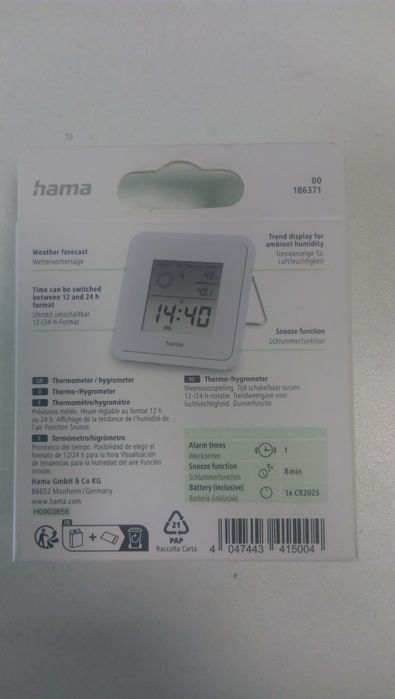 hama
00
186371
Weather forecast
Wettervorhersage
Trend display for
ambient humidity
Trendanzeige für
Luftfeuchtigkeit
Time can be switched
between 12 and 24 h
format
Uhrzeit umschaltbar
12-/24-h-Format
14:40
hama
Snooze function
Schlummerfunktion
GB Thermometer / hygrometer
D Thermo-/Hygrometer
F Thermomètre/hygromètre
Prévisions météo. Heure réglable au format 12 h
ou 24 h. Affichage de la tendance de l'humidité de
l'air. Fonction Snooze.
E Termómetro/higrómetro
Pronóstico del tiempo. Posibilidad de elegir el
formato de 12/24 h para la hora Visualización
de tendencias para la humedad del aire Función
snooze.
NL Thermo-/hygrometer
Weersvoorspelling. Tijd schakelbaar tussen
12-/24-h-notatie. Trendweergave voor
luchtvochtigheid. Sluimerfunctie.
Hama GmbH & Co KG
86652 Monheim/Germany
www.hama.com
H0903656
Alarm times
Weckzeiten
1
Snooze function
Schlummerfunktion
8 min
Battery (inclusive)
Batterie (inklusive)
1x CR2025
FR
21
PAP
Raccolta Carta
4 047443 415004